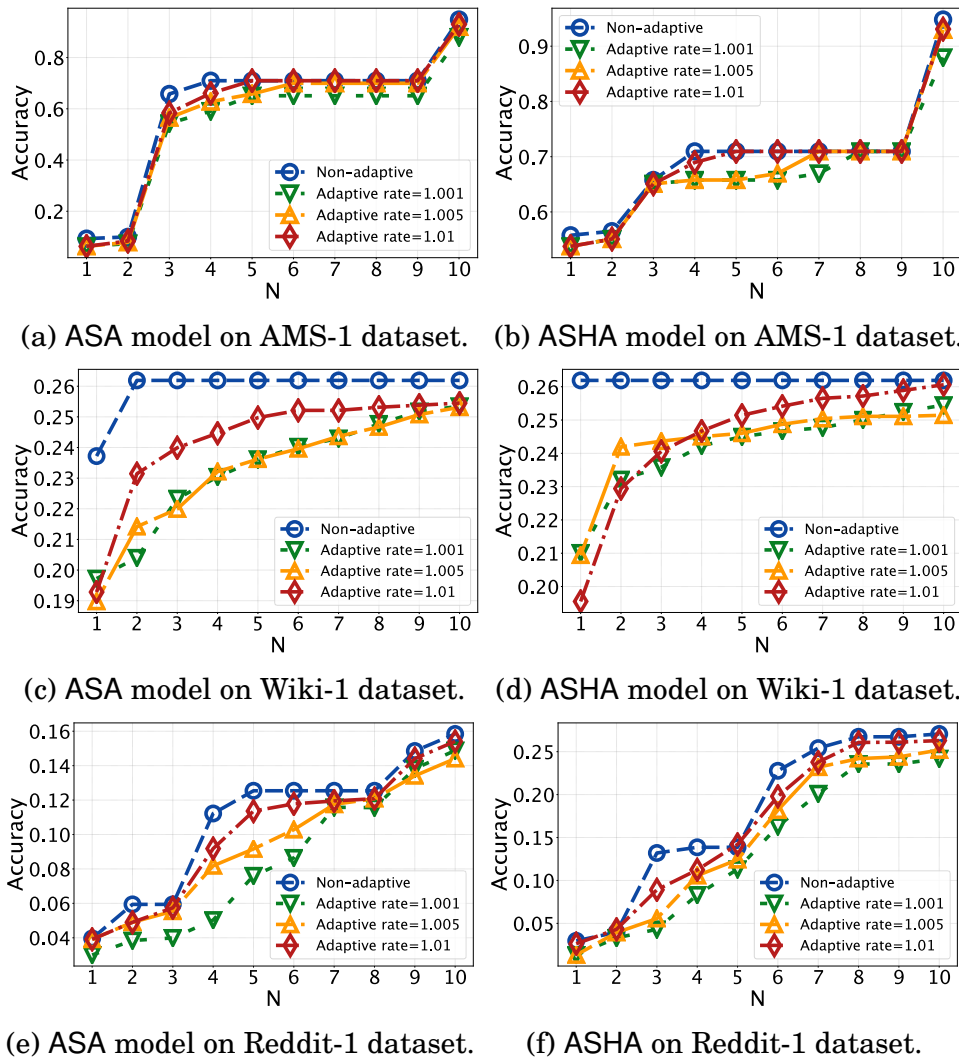 0.8
0.6
0.4
0.2
Accuracy
Non-adaptive
Adaptive rate=1.001
Adaptive rate=1.005
Adaptive rate=1.01
1 2 3 4 5 6 7 8 9 10
N
(a) ASA model on AMS-1 dataset.
0.9
0.8
0.7
0.6
Accuracy
Non-adaptive
Adaptive rate=1.001
Adaptive rate=1.005
Adaptive rate=1.01
1 2 3 4 5 6 7 8 9 10
N
(b) ASHA model on AMS-1 dataset.
0.26
0.25
0.24
0.22
0.21
0.20
0.19
Accuracy
Non-adaptive
Adaptive rate=1.001
Adaptive rate=1.005
Adaptive rate=1.01
1 2 3 4 5 6 7 8 9 10
N
(c) ASA model on Wiki-1 dataset.
0.26
0.25
0.24
0.22
0.21
0.20
Accuracy
Non-adaptive
Adaptive rate=1.001
Adaptive rate=1.005
Adaptive rate=1.01
1 2 3 4 5 6 7 8 9 10
N
(d) ASHA model on Wiki-1 dataset.
0.16
0.14
0.12
0.10
0.08
0.06
0.04
Accuracy
Non-adaptive
Adaptive rate=1.001
Adaptive rate=1.005
Adaptive rate=1.01
1 2 3 4 5 6 7 8 9 10
N
(e) ASA model on Reddit-1 dataset.
0.25
0.20
0.15
0.10
0.05
Accuracy
Non-adaptive
Adaptive rate=1.001
Adaptive rate=1.005
Adaptive rate=1.01
1 2 3 4 5 6 7 8 9 10
N
(f) ASHA on Reddit-1 dataset.